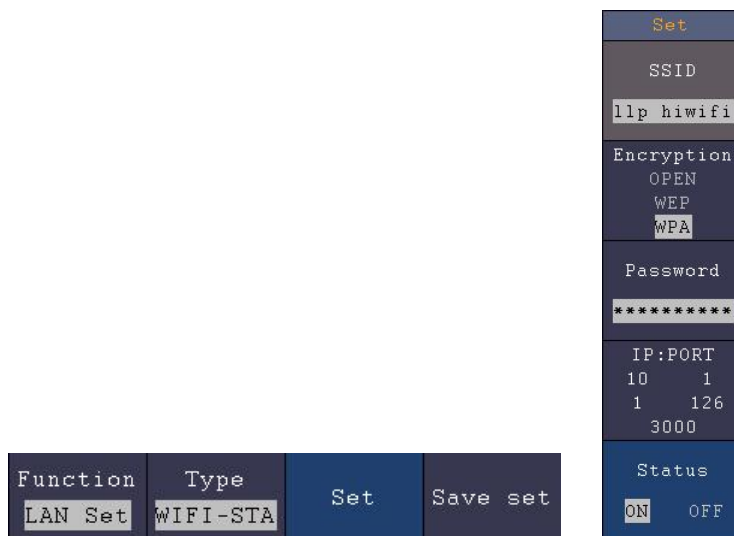 Set
SSID
llp hiwifi
Encryption
OPEN
WEP
WPA
Password
**********
IP:PORT
10 1
1 126
3000
Status
ON OFF
Function Type Set Save set
LAN Set WIFI-STA